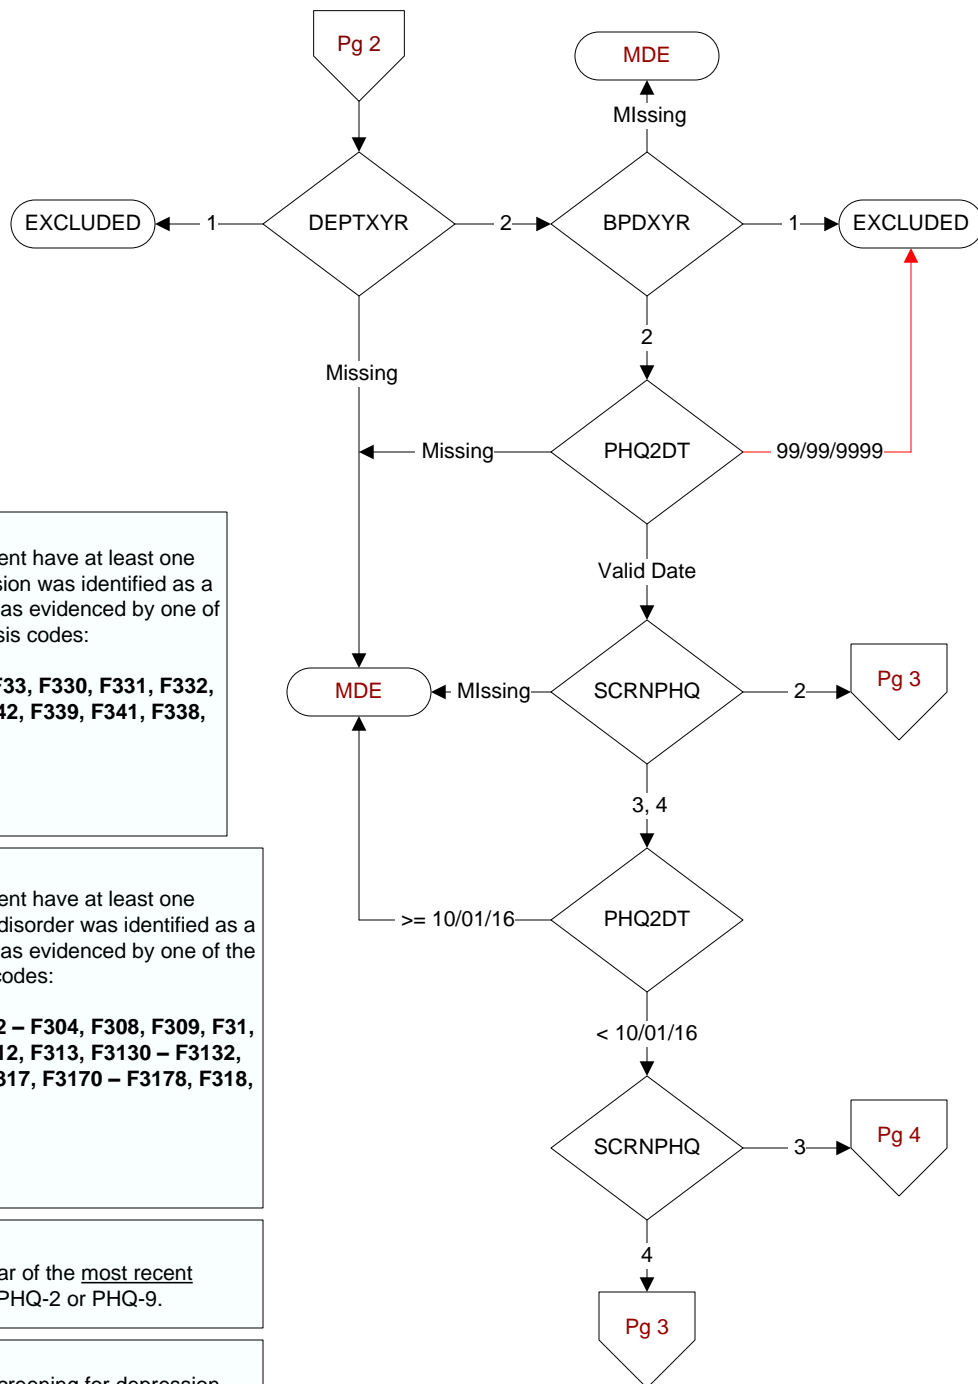 Pg 2
MDE
MIssing
EXCLUDED
1
DEPTXYR
2
BPDXYR
1
EXCLUDED
2
Missing
Missing
PHQ2DT
99/99/9999
Valid Date
ent have at least one
sion was identified as a
as evidenced by one of
sis codes:
F33, F330, F331, F332,
42, F339, F341, F338,
MDE
MIssing
SCRNPHQ
2
Pg 3
3, 4
ent have at least one
disorder was identified as a
as evidenced by one of the
codes:
2 – F304, F308, F309, F31,
12, F313, F3130 – F3132,
317, F3170 – F3178, F318,
>= 10/01/16
PHQ2DT
< 10/01/16
SCRNPHQ
3
Pg 4
4
ar of the most recent
PHQ-2 or PHQ-9.
Pg 3
creening for depression